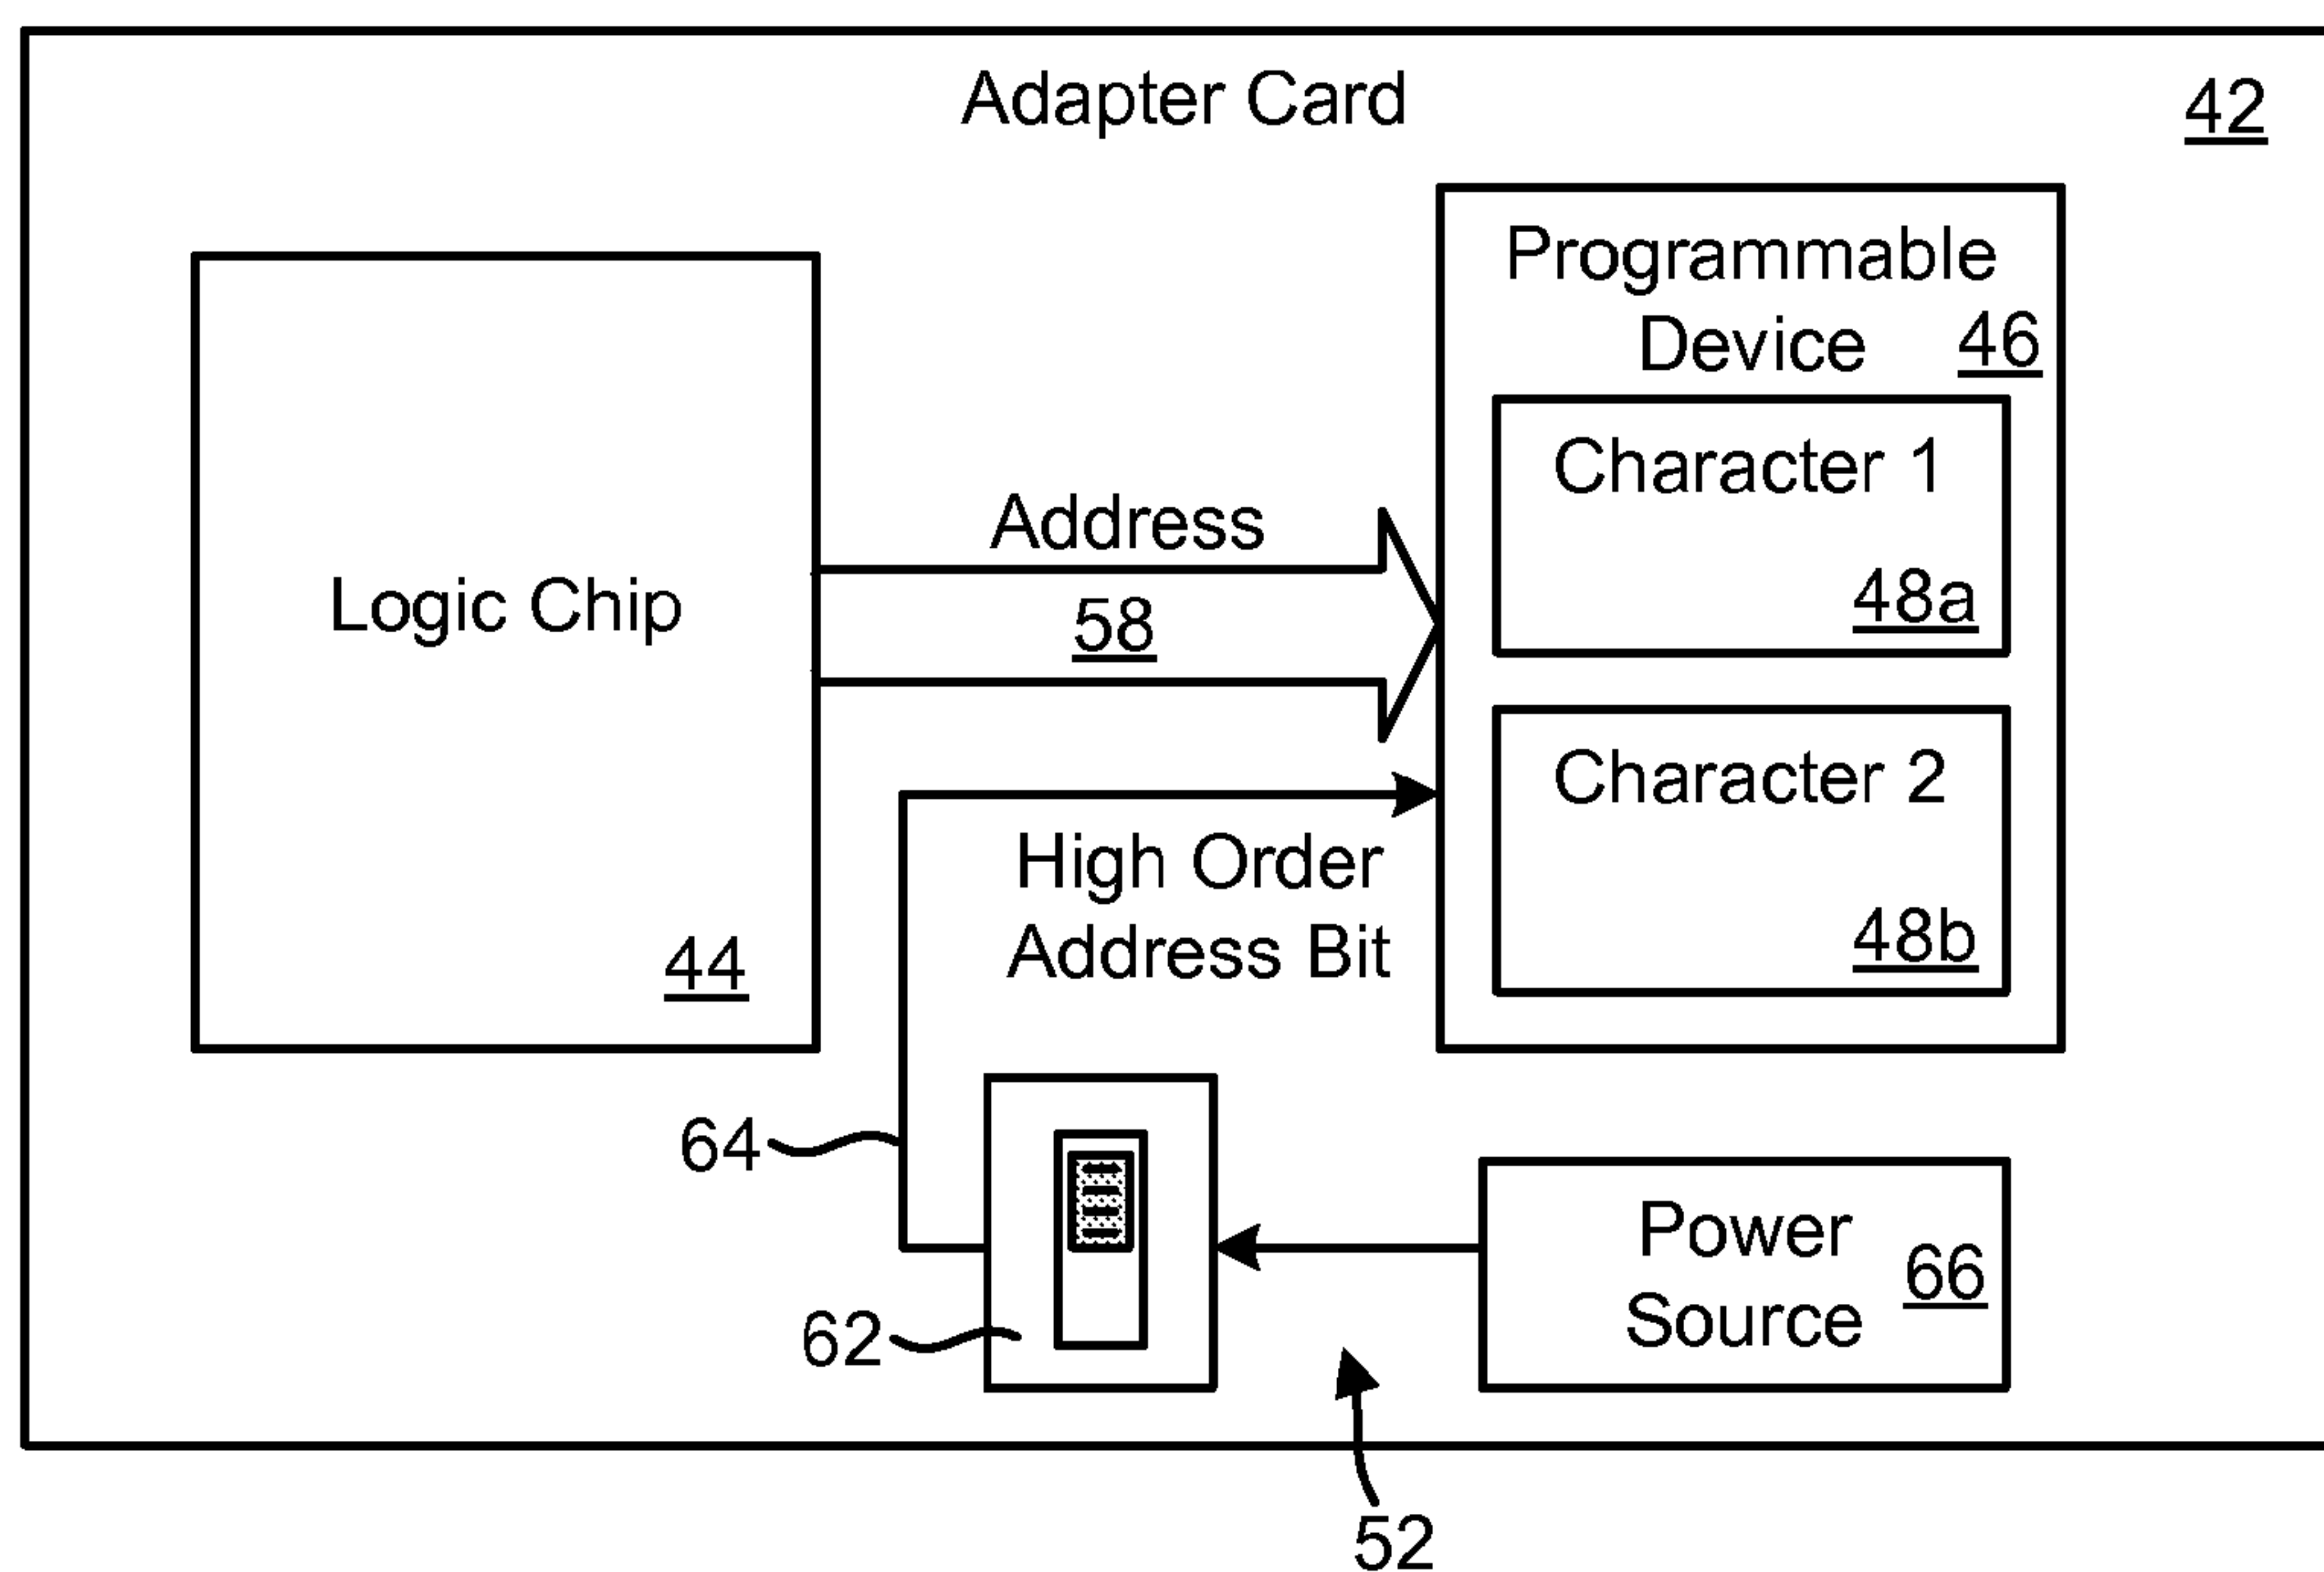 Adapter Card
42
Programmable
Device 46
Character 1
48a
Character 2
48b
Logic Chip
44
Address
58
High Order
Address Bit
64
62
Power
Source
66
52